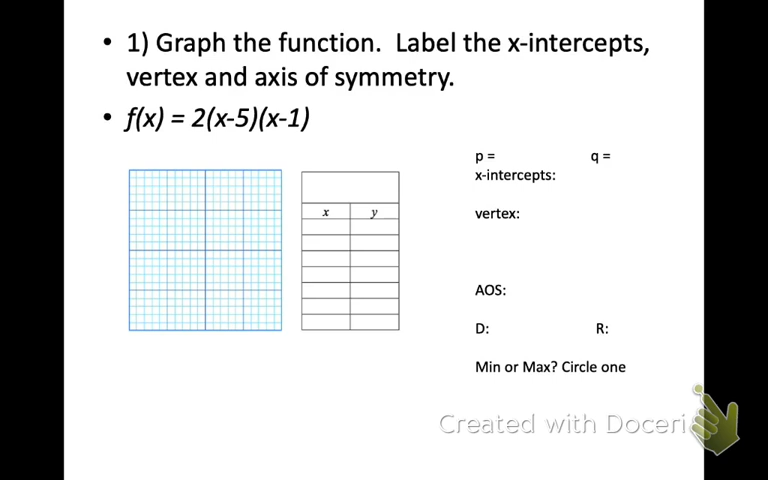 • 1) Graph the function.  Label the x-intercepts,
vertex and axis of symmetry.
• f(x) = 2(x-5)(x-1)
p = q =
x-intercepts:
x y
vertex:
AOS:
D: R:
Min or Max? Circle one
Created with Doceri